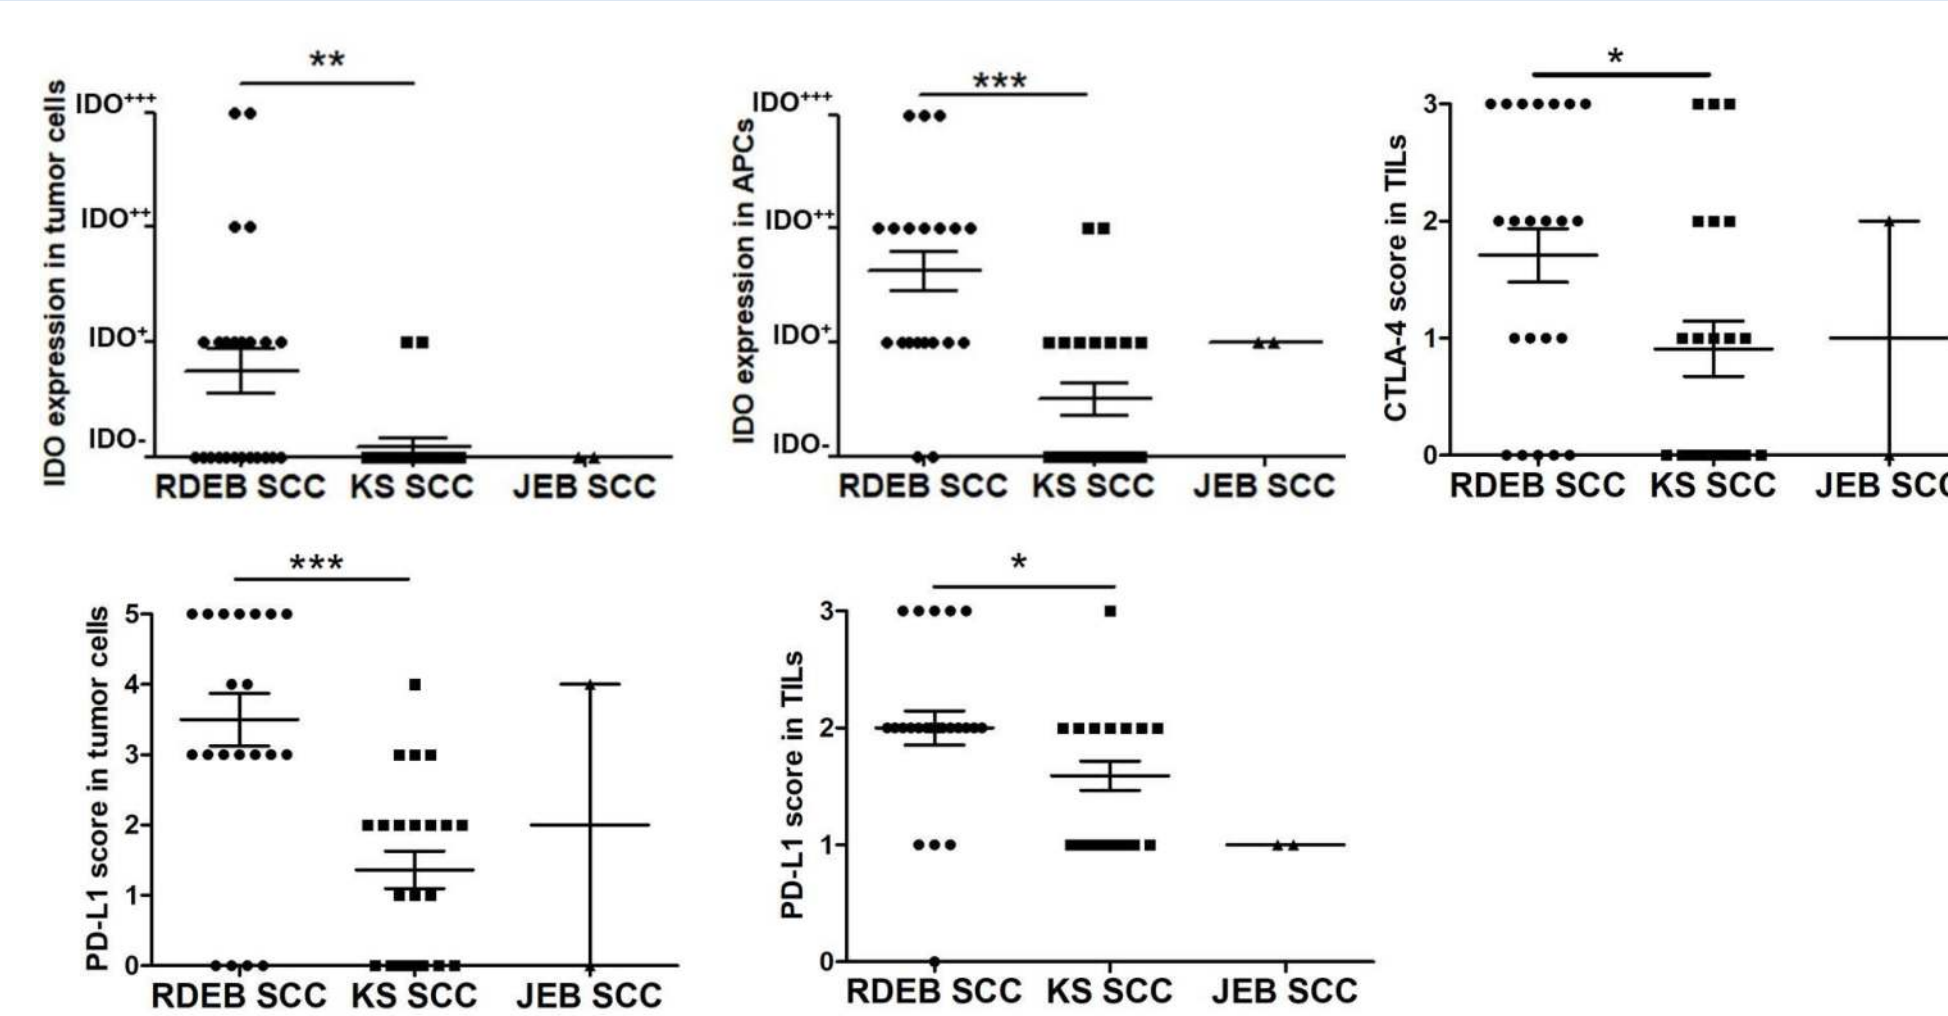 **
IDO expression in tumor cells
IDO+++
IDO++
IDO+
IDO-
RDEB SCC KS SCC JEB SCC
***
IDO expression in APCs
IDO+++
IDO++
IDO+
IDO-
RDEB SCC KS SCC JEB SCC
*
CTLA-4 score in TILs
3
2
1
0
RDEB SCC KS SCC JEB SCC
***
PD-L1 score in tumor cells
5
4
3
2
1
0
RDEB SCC KS SCC JEB SCC
*
PD-L1 score in TILs
3
2
1
0
RDEB SCC KS SCC JEB SCC